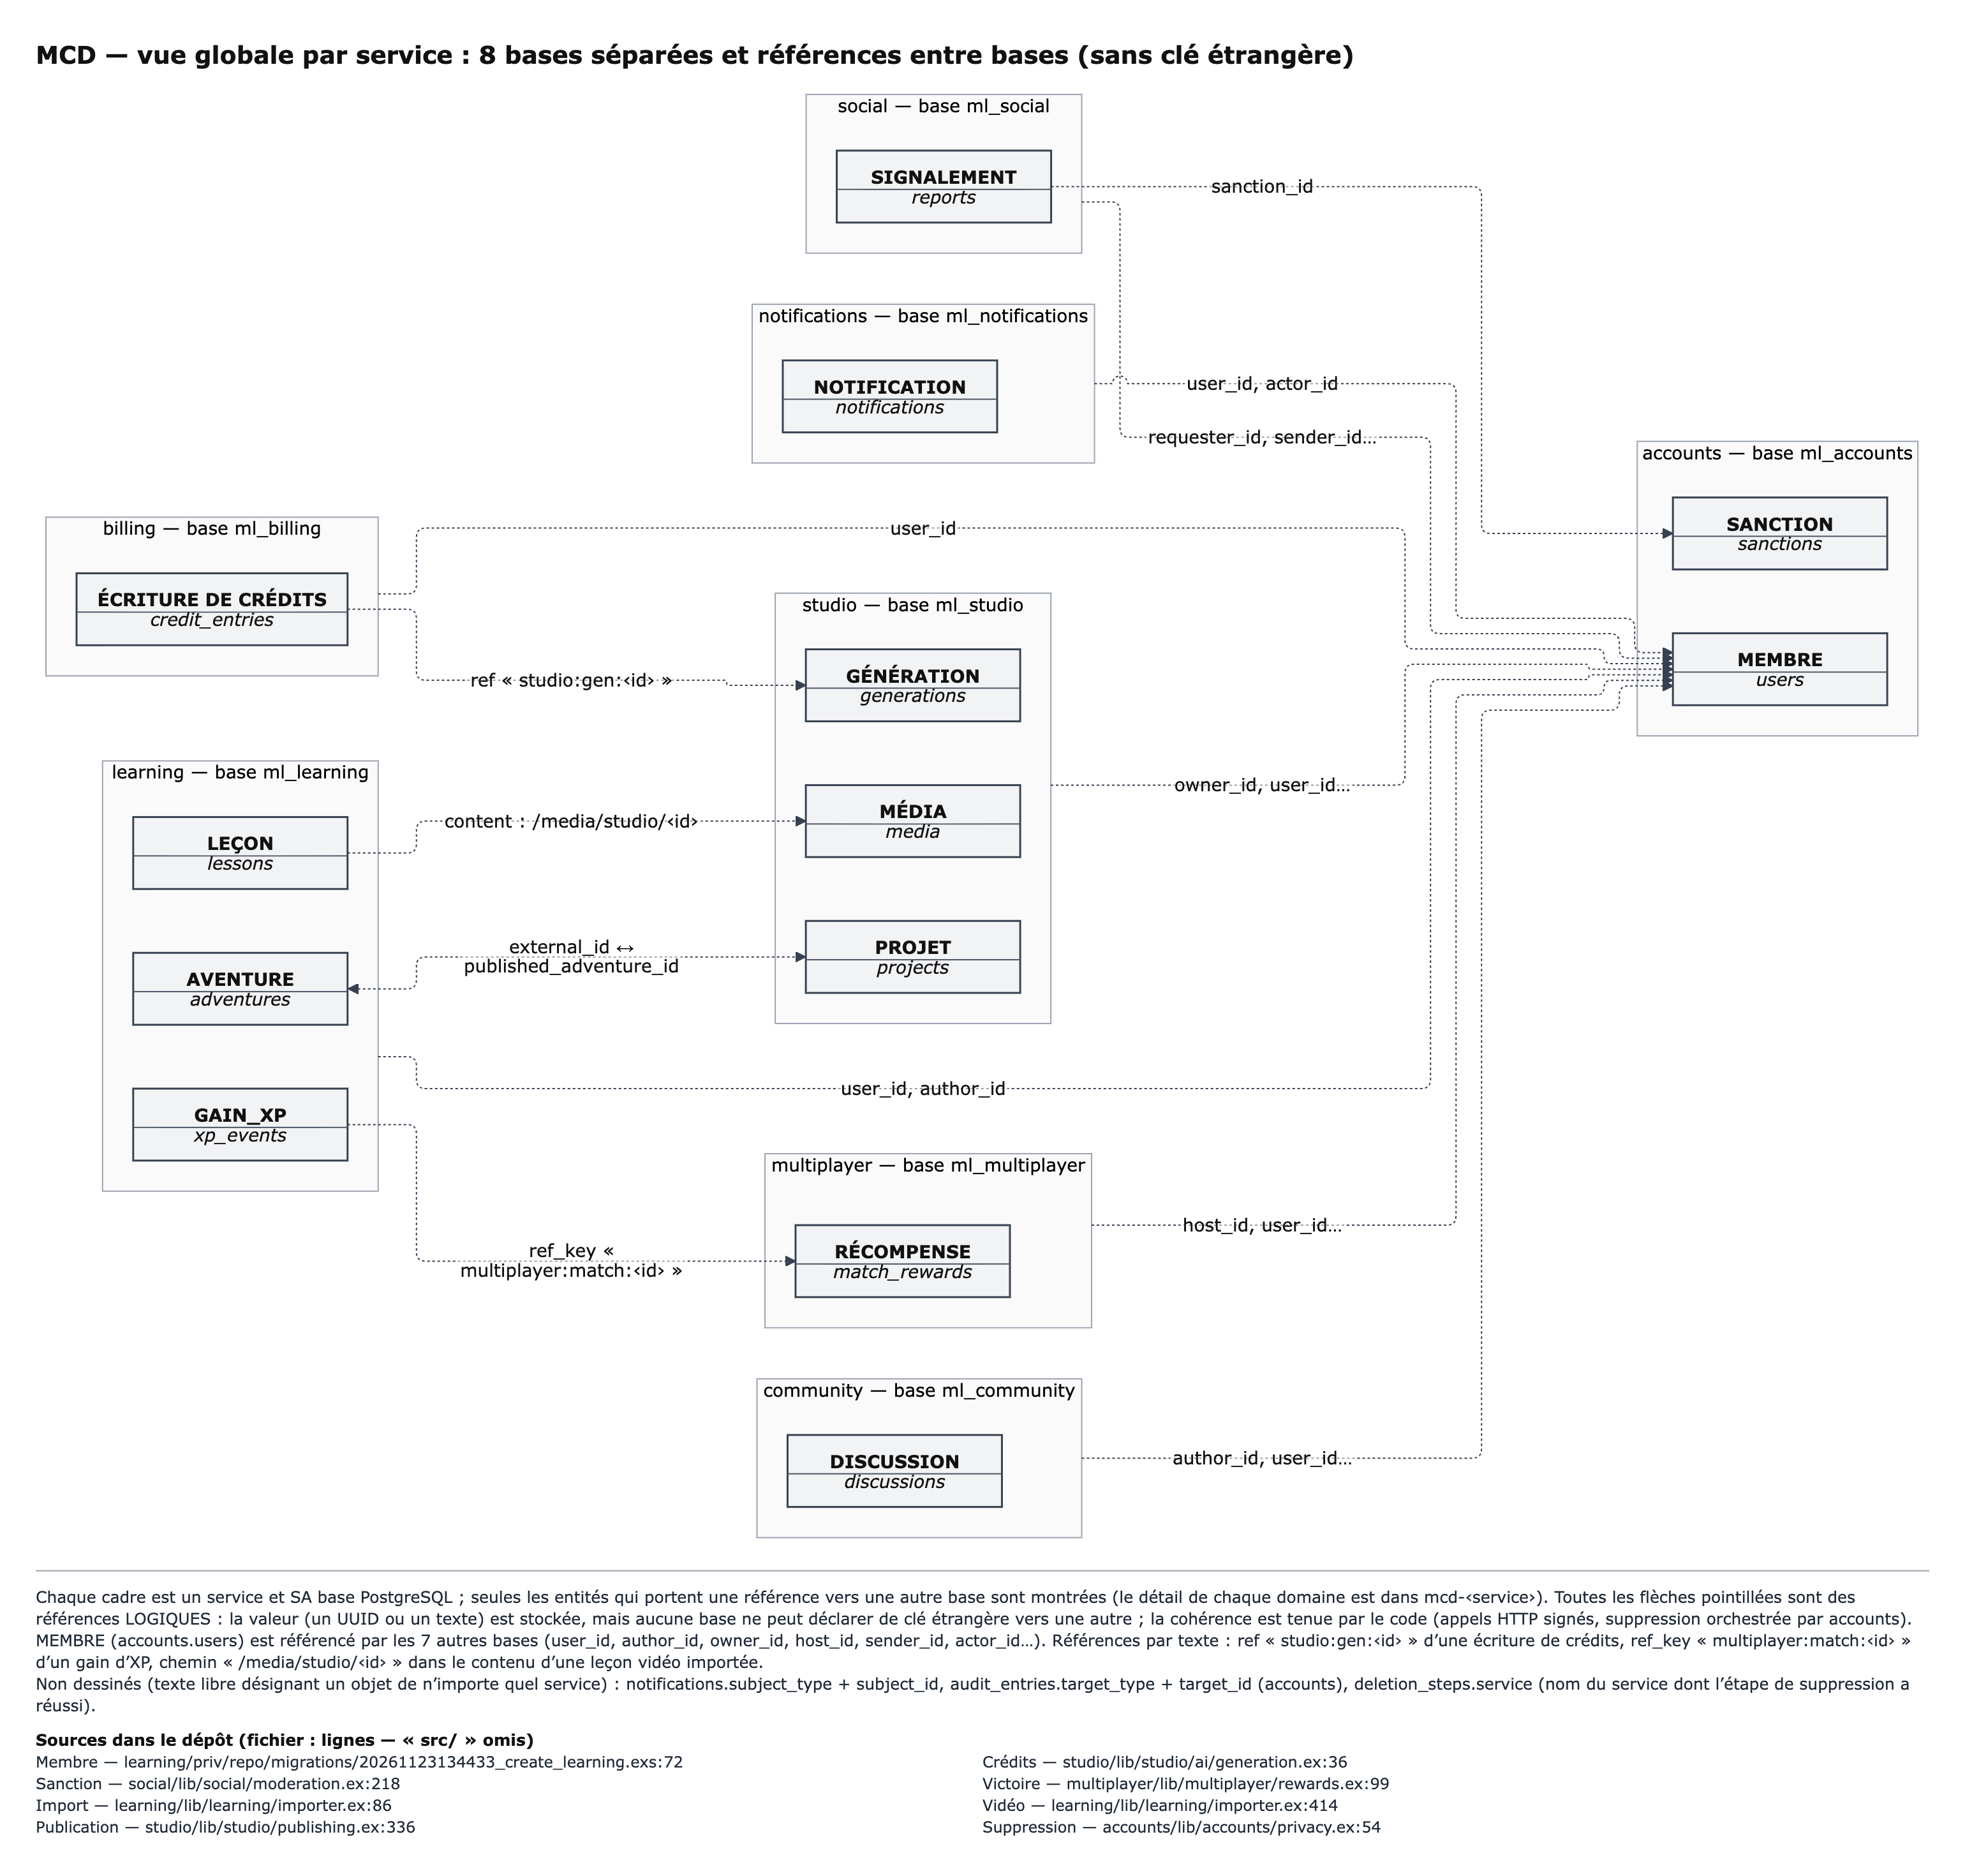 MCD — vue globale par service : 8 bases séparées et références entre bases (sans clé étrangère)
social — base ml_social
SIGNALEMENT
reports
sanction_id
notifications — base ml_notifications
NOTIFICATION
notifications
user_id, actor_id
requester_id, sender_id...
accounts — base ml_accounts
SANCTION
sanctions
MEMBRE
users
billing — base ml_billing
ÉCRITURE DE CRÉDITS
credit_entries
user_id
ref « studio:gen:‹id› »
studio — base ml_studio
GÉNÉRATION
generations
MÉDIA
media
PROJET
projects
owner_id, user_id...
learning — base ml_learning
LEÇON
lessons
content : /media/studio/‹id›
AVENTURE
adventures
external_id ↔
published_adventure_id
GAIN_XP
xp_events
user_id, author_id
ref_key «
multiplayer:match:‹id› »
multiplayer — base ml_multiplayer
RÉCOMPENSE
match_rewards
host_id, user_id...
community — base ml_community
DISCUSSION
discussions
author_id, user_id...
Chaque cadre est un service et SA base PostgreSQL ; seules les entités qui portent une référence vers une autre base sont montrées (le détail de chaque domaine est dans mcd-‹service›). Toutes les flèches pointillées sont des
références LOGIQUES : la valeur (un UUID ou un texte) est stockée, mais aucune base ne peut déclarer de clé étrangère vers une autre ; la cohérence est tenue par le code (appels HTTP signés, suppression orchestrée par accounts).
MEMBRE (accounts.users) est référencé par les 7 autres bases (user_id, author_id, owner_id, host_id, sender_id, actor_id…). Références par texte : ref « studio:gen:‹id› » d’une écriture de crédits, ref_key « multiplayer:match:‹id› »
d’un gain d’XP, chemin « /media/studio/‹id› » dans le contenu d’une leçon vidéo importée.
Non dessinés (texte libre désignant un objet de n’importe quel service) : notifications.subject_type + subject_id, audit_entries.target_type + target_id (accounts), deletion_steps.service (nom du service dont l’étape de suppression a
réussi).
Sources dans le dépôt (fichier : lignes — « src/ » omis)
Membre — learning/priv/repo/migrations/20261123134433_create_learning.exs:72
Sanction — social/lib/social/moderation.ex:218
Import — learning/lib/learning/importer.ex:86
Publication — studio/lib/studio/publishing.ex:336
Crédits — studio/lib/studio/ai/generation.ex:36
Victoire — multiplayer/lib/multiplayer/rewards.ex:99
Vidéo — learning/lib/learning/importer.ex:414
Suppression — accounts/lib/accounts/privacy.ex:54